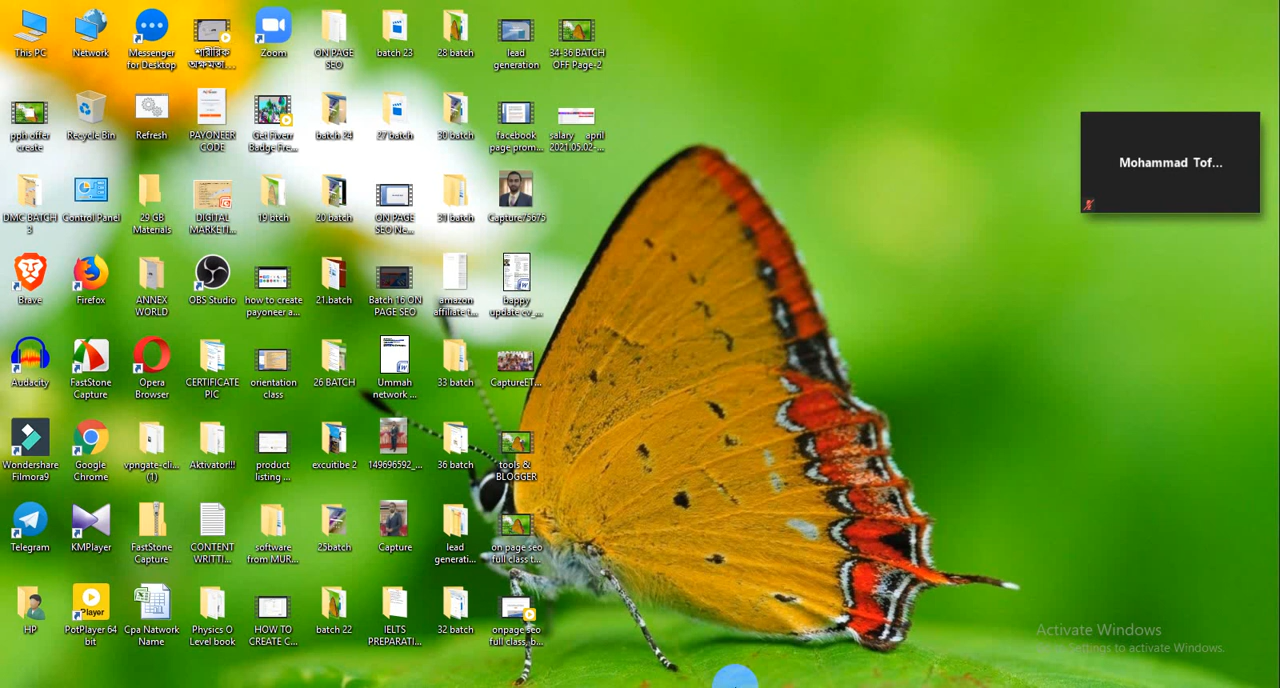 This PC
Network
Messenger
for Desktop
শারীরিক
অক্ষমতা....
Zoom
ON PAGE
SEO
batch 23
28 batch
lead
generation
34-36 BATCH
OFF Page-2
pph offer
create
Recycle Bin
Refresh
PAYONEER
CODE
Get Fiverr
Badge Fre...
batch 24
27 batch
30 batch
facebook
page prom...
salary april
2021.05.02-...
Mohammad Tof...
DMC BATCH
3
Control Panel
29 GB
Materials
DIGITAL
MARKETI...
19 btch
20 batch
ON PAGE
SEO Ne...
31 batch
Capture75675
Brave
Firefox
ANNEX
WORLD
OBS Studio
how to create
payoneer a...
21.batch
Batch 16 ON
PAGE SEO
amazon
affiliate t...
bappy
update cv_...
Audacity
FastStone
Capture
Opera
Browser
CERTIFICATE
PIC
orientation
class
26 BATCH
Ummah
network ...
33 batch
CaptureET...
Wondershare
Filmora9
Google
Chrome
vpngate-cli...
(1)
Aktivator!!!
product
listing ...
excuitibe 2
149696592_...
36 batch
tools &
BLOGGER
Telegram
KMPlayer
FastStone
Capture
CONTENT
WRITTI...
software
from MUR...
25batch
Capture
lead
generati...
on page seo
full class t...
HP
PotPlayer 64
bit
Cpa Network
Name
Physics O
Level book
HOW TO
CREATE C...
batch 22
IELTS
PREPARATI...
32 batch
onpage seo
full class, b...
Activate Windows
Go to Settings to activate Windows.